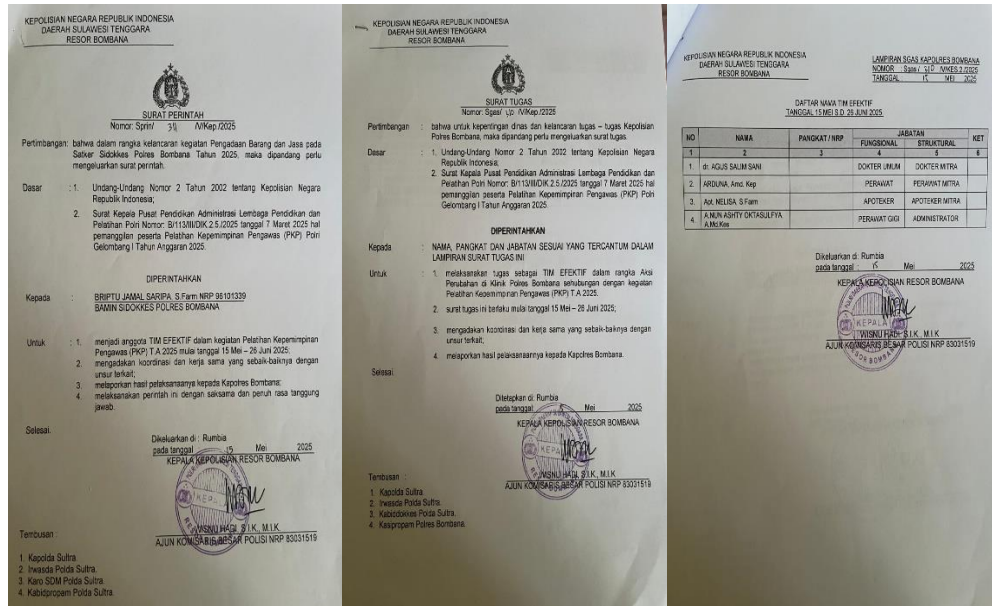 KEPOLISIAN NEGARA REPUBLIK INDONESIA
DAERAH SULAWESI TENGGARA
RESOR BOMBANA
SURAT PERINTAH
Nomor: Sprin/ /V/Kep./2025
Pertimbangan: bahwa dalam rangka kelancaran kegiatan Pengadaan Barang dan Jasa pada
Satker Sidokkes Polres Bombana Tahun 2025, maka dipandang perlu
mengeluarkan surat perintah.
Dasar : 1. Undang-Undang Nomor 2 Tahun 2002 tentang Kepolisian Negara
Republik Indonesia;
2. Surat Kepala Pusat Pendidikan Administrasi Lembaga Pendidikan dan
Pelatihan Polri Nomor: B/113/III/DIK.2.5./2025 tanggal 7 Maret 2025 hal
pemanggilan peserta Pelatihan Kepemimpinan Pengawas (PKP) Polri
Gelombang I Tahun Anggaran 2025.
DIPERINTAHKAN
Kepada : BRIPTU JAMAL SARIPA, S.Farm NRP 98101339
BAMIN SIDOKKES POLRES BOMBANA
Untuk : 1. menjadi anggota TIM EFEKTIF dalam kegiatan Pelatihan Kepemimpinan
Pengawas (PKP) T.A 2025 mulai tanggal 15 Mei – 26 Juni 2025;
2. mengadakan koordinasi dan kerja sama yang sebaik-baiknya dengan
unsur terkait;
3. melaporkan hasil pelaksanaanya kepada Kapolres Bombana;
4. melaksanakan perintah ini dengan saksama dan penuh rasa tanggung
jawab.
Selesai.
Dikeluarkan di : Rumbia
pada tanggal : 15 Mei 2025
KEPALA KEPOLISIAN RESOR BOMBANA
KEPALA
WISNU HADI, S.I.K., M.I.K
AJUN KOMISARIS BESAR POLISI NRP 83031519
Tembusan :
1. Kapolda Sultra.
2. Irwasda Polda Sultra.
3. Karo SDM Polda Sultra.
4. Kabidpropam Polda Sultra.
KEPOLISIAN NEGARA REPUBLIK INDONESIA
DAERAH SULAWESI TENGGARA
RESOR BOMBANA
SURAT TUGAS
Nomor: Sgas/ /V/Kep./2025
Pertimbangan : bahwa untuk kepentingan dinas dan kelancaran tugas – tugas Kepolisian
Polres Bombana, maka dipandang perlu mengeluarkan surat tugas.
Dasar : 1. Undang-Undang Nomor 2 Tahun 2002 tentang Kepolisian Negara
Republik Indonesia;
2. Surat Kepala Pusat Pendidikan Administrasi Lembaga Pendidikan dan
Pelatihan Polri Nomor: B/113/III/DIK.2.5./2025 tanggal 7 Maret 2025 hal
pemanggilan peserta Pelatihan Kepemimpinan Pengawas (PKP) Polri
Gelombang I Tahun Anggaran 2025.
DIPERINTAHKAN
Kepada : NAMA, PANGKAT DAN JABATAN SESUAI YANG TERCANTUM DALAM
LAMPIRAN SURAT TUGAS INI
Untuk : 1. melaksanakan tugas sebagai TIM EFEKTIF dalam rangka Aksi
Perubahan di Klinik Polres Bombana sehubungan dengan kegiatan
Pelatihan Kepemimpinan Pengawas (PKP) T.A 2025.
2. surat tugas ini berlaku mulai tanggal 15 Mei – 26 Juni 2025;
3. mengadakan koordinasi dan kerja sama yang sebaik-baiknya dengan
unsur terkait;
4. melaporkan hasil pelaksanaannya kepada Kapolres Bombana.
Selesai.
Ditetapkan di: Rumbia
pada tanggal: Mei 2025
KEPALA KEPOLISIAN RESOR BOMBANA
KEPALA
WISNU HADI, S.I.K., M.I.K
AJUN KOMISARIS BESAR POLISI NRP 83031519
Tembusan :
1. Kapolda Sultra.
2. Irwasda Polda Sultra.
3. Kabiddokkes Polda Sultra.
4. Kasipropam Polres Bombana.
KEPOLISIAN NEGARA REPUBLIK INDONESIA
DAERAH SULAWESI TENGGARA
RESOR BOMBANA
LAMPIRAN SGAS KAPOLRES BOMBANA
NOMOR : Sgas/ /V/KES.2./2025
TANGGAL 15 MEI 2025
DAFTAR NAMA TIM EFEKTIF
TANGGAL 15 MEI S.D. 26 JUNI 2025
NO NAMA PANGKAT / NRP JABATAN KET
FUNGSIONAL STRUKTURAL
1 2 3 4 5 6
1. dr. AGUS SALIM SANI DOKTER UMUM DOKTER MITRA
2. ARDUNA, Amd. Kep PERAWAT PERAWAT MITRA
3. Apt. NELISA, S.Farm APOTEKER APOTEKER MITRA
4. A.NUN ASHTY OKTASULFYA A.Md.Kes PERAWAT GIGI ADMINISTRATOR
Dikeluarkan di: Rumbia
pada tanggal : 15 Mei 2025
KEPALA KEPOLISIAN RESOR BOMBANA
KEPALA
WISNU HADI, S.I.K., M.I.K
AJUN KOMISARIS BESAR POLISI NRP 83031519